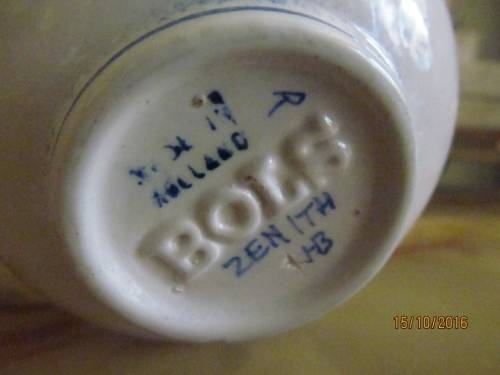 R
HOLLAND
BOLS
ZENITH
15/10/2016